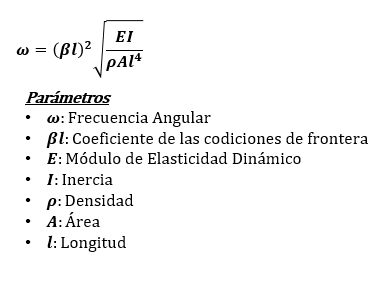 ω = (βl)² √(EI / ρAl⁴)
Parámetros
• ω: Frecuencia Angular
• βl: Coeficiente de las codiciones de frontera
• E: Módulo de Elasticidad Dinámico
• I: Inercia
• ρ: Densidad
• A: Área
• l: Longitud